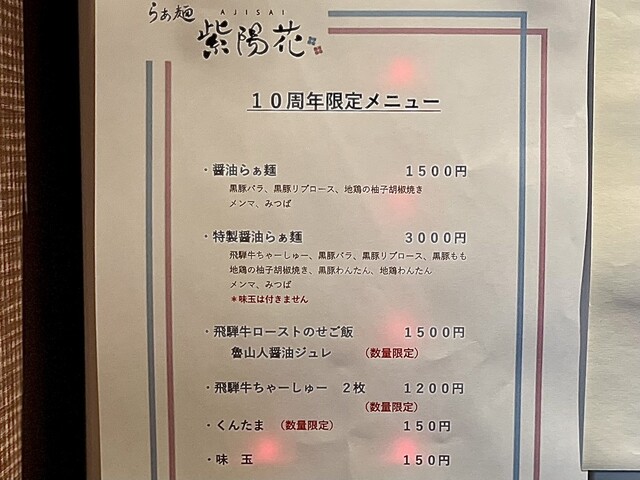 らぁ麺 AJISAI
紫陽花
１０周年限定メニュー
・醤油らぁ麺 １５００円
黒豚バラ、黒豚リブロース、地鶏の柚子胡椒焼き
メンマ、みつば
・特製醤油らぁ麺 ３０００円
飛騨牛ちゃーしゅー、黒豚バラ、黒豚リブロース、黒豚もも
地鶏の柚子胡椒焼き、黒豚わんたん、地鶏わんたん
メンマ、みつば
＊味玉は付きません
・飛騨牛ローストのせご飯 １５００円
魯山人醤油ジュレ （数量限定）
・飛騨牛ちゃーしゅー ２枚 １２００円
（数量限定）
・くんたま （数量限定） １５０円
・味 玉 １５０円